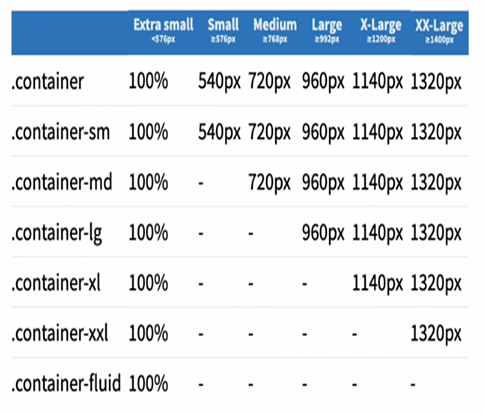 Extra small Small Medium Large X-Large XX-Large
<576px ≥576px ≥768px ≥992px ≥1200px ≥1400px
.container 100% 540px 720px 960px 1140px 1320px
.container-sm 100% 540px 720px 960px 1140px 1320px
.container-md 100% - 720px 960px 1140px 1320px
.container-lg 100% - - 960px 1140px 1320px
.container-xl 100% - - - 1140px 1320px
.container-xxl 100% - - - - 1320px
.container-fluid 100% - - - - -